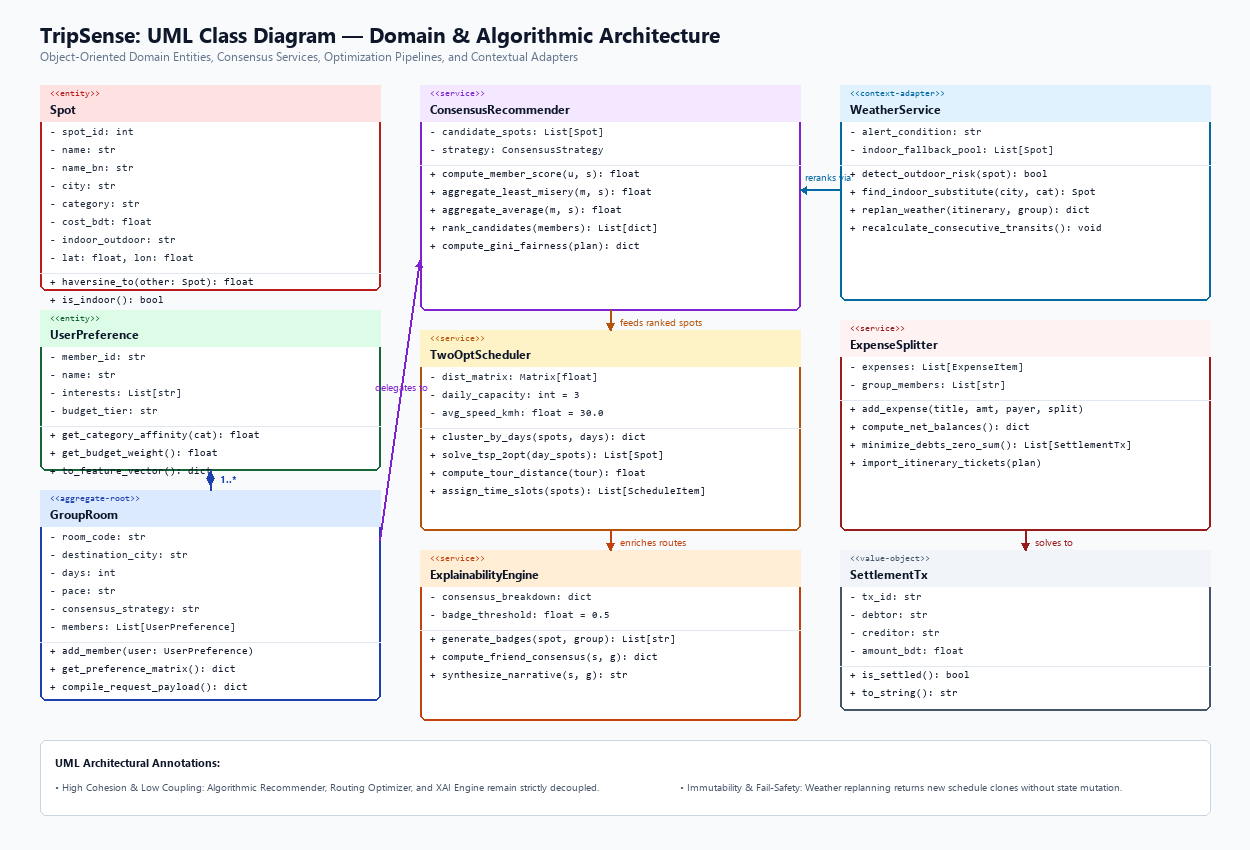 TripSense: UML Class Diagram — Domain & Algorithmic Architecture
Object-Oriented Domain Entities, Consensus Services, Optimization Pipelines, and Contextual Adapters
<<entity>>
Spot
- spot_id: int
- name: str
- name_bn: str
- city: str
- category: str
- cost_bdt: float
- indoor_outdoor: str
- lat: float, lon: float
+ haversine_to(other: Spot): float
+ is_indoor(): bool
<<entity>>
UserPreference
- member_id: str
- name: str
- interests: List[str]
- budget_tier: str
+ get_category_affinity(cat): float
+ get_budget_weight(): float
+ to_feature_vector(): dict
1..*
<<aggregate-root>>
GroupRoom
- room_code: str
- destination_city: str
- days: int
- pace: str
- consensus_strategy: str
- members: List[UserPreference]
+ add_member(user: UserPreference)
+ get_preference_matrix(): dict
+ compile_request_payload(): dict
delegates to
<<service>>
ConsensusRecommender
- candidate_spots: List[Spot]
- strategy: ConsensusStrategy
+ compute_member_score(u, s): float
+ aggregate_least_misery(m, s): float
+ aggregate_average(m, s): float
+ rank_candidates(members): List[dict]
+ compute_gini_fairness(plan): dict
feeds ranked spots
<<service>>
TwoOptScheduler
- dist_matrix: Matrix[float]
- daily_capacity: int = 3
- avg_speed_kmh: float = 30.0
+ cluster_by_days(spots, days): dict
+ solve_tsp_2opt(day_spots): List[Spot]
+ compute_tour_distance(tour): float
+ assign_time_slots(spots): List[ScheduleItem]
enriches routes
<<service>>
ExplainabilityEngine
- consensus_breakdown: dict
- badge_threshold: float = 0.5
+ generate_badges(spot, group): List[str]
+ compute_friend_consensus(s, g): dict
+ synthesize_narrative(s, g): str
reranks via
<<context-adapter>>
WeatherService
- alert_condition: str
- indoor_fallback_pool: List[Spot]
+ detect_outdoor_risk(spot): bool
+ find_indoor_substitute(city, cat): Spot
+ replan_weather(itinerary, group): dict
+ recalculate_consecutive_transits(): void
<<service>>
ExpenseSplitter
- expenses: List[ExpenseItem]
- group_members: List[str]
+ add_expense(title, amt, payer, split)
+ compute_net_balances(): dict
+ minimize_debts_zero_sum(): List[SettlementTx]
+ import_itinerary_tickets(plan)
solves to
<<value-object>>
SettlementTx
- tx_id: str
- debtor: str
- creditor: str
- amount_bdt: float
+ is_settled(): bool
+ to_string(): str
UML Architectural Annotations:
• High Cohesion & Low Coupling: Algorithmic Recommender, Routing Optimizer, and XAI Engine remain strictly decoupled.
• Immutability & Fail-Safety: Weather replanning returns new schedule clones without state mutation.